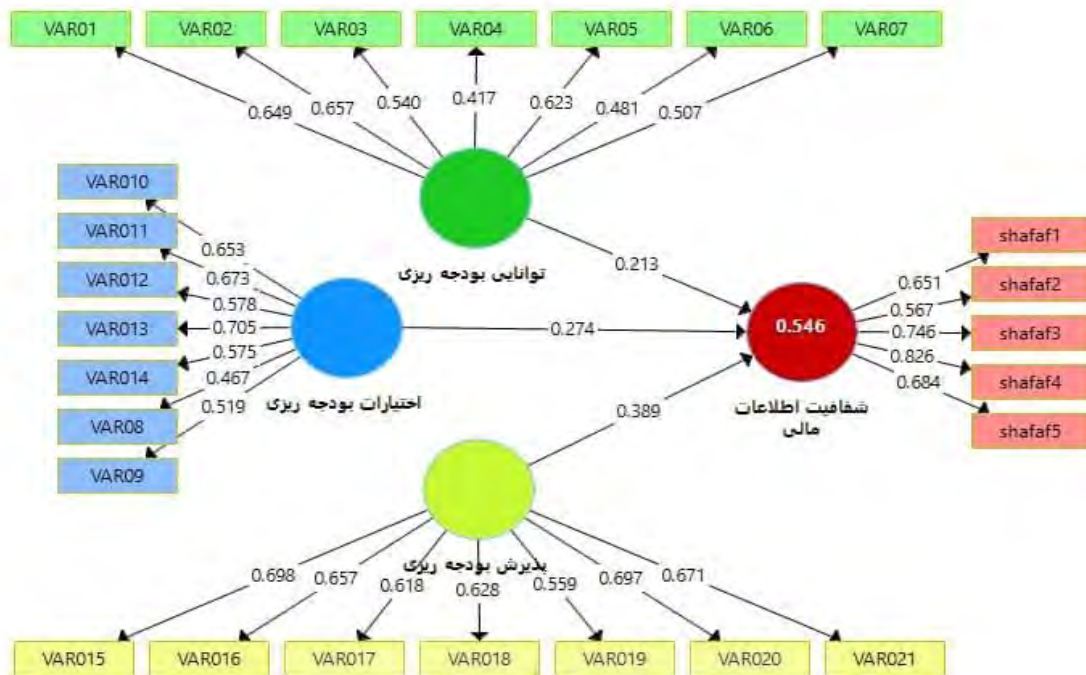 VAR01 VAR02 VAR03 VAR04 VAR05 VAR06 VAR07
0.649 0.657 0.540 0.417 0.623 0.481 0.507
توانایی بودجه ریزی
VAR010
VAR011
VAR012
VAR013
VAR014
VAR08
VAR09
0.653
0.673
0.578
0.705
0.575
0.467
0.519
اختیارات بودجه ریزی
0.213
0.274
0.389
0.546
شفافیت اطلاعات
مالی
0.651
0.567
0.746
0.826
0.684
shafaf1
shafaf2
shafaf3
shafaf4
shafaf5
پذیرش بودجه ریزی
0.698 0.657 0.618 0.628 0.559 0.697 0.671
VAR015 VAR016 VAR017 VAR018 VAR019 VAR020 VAR021